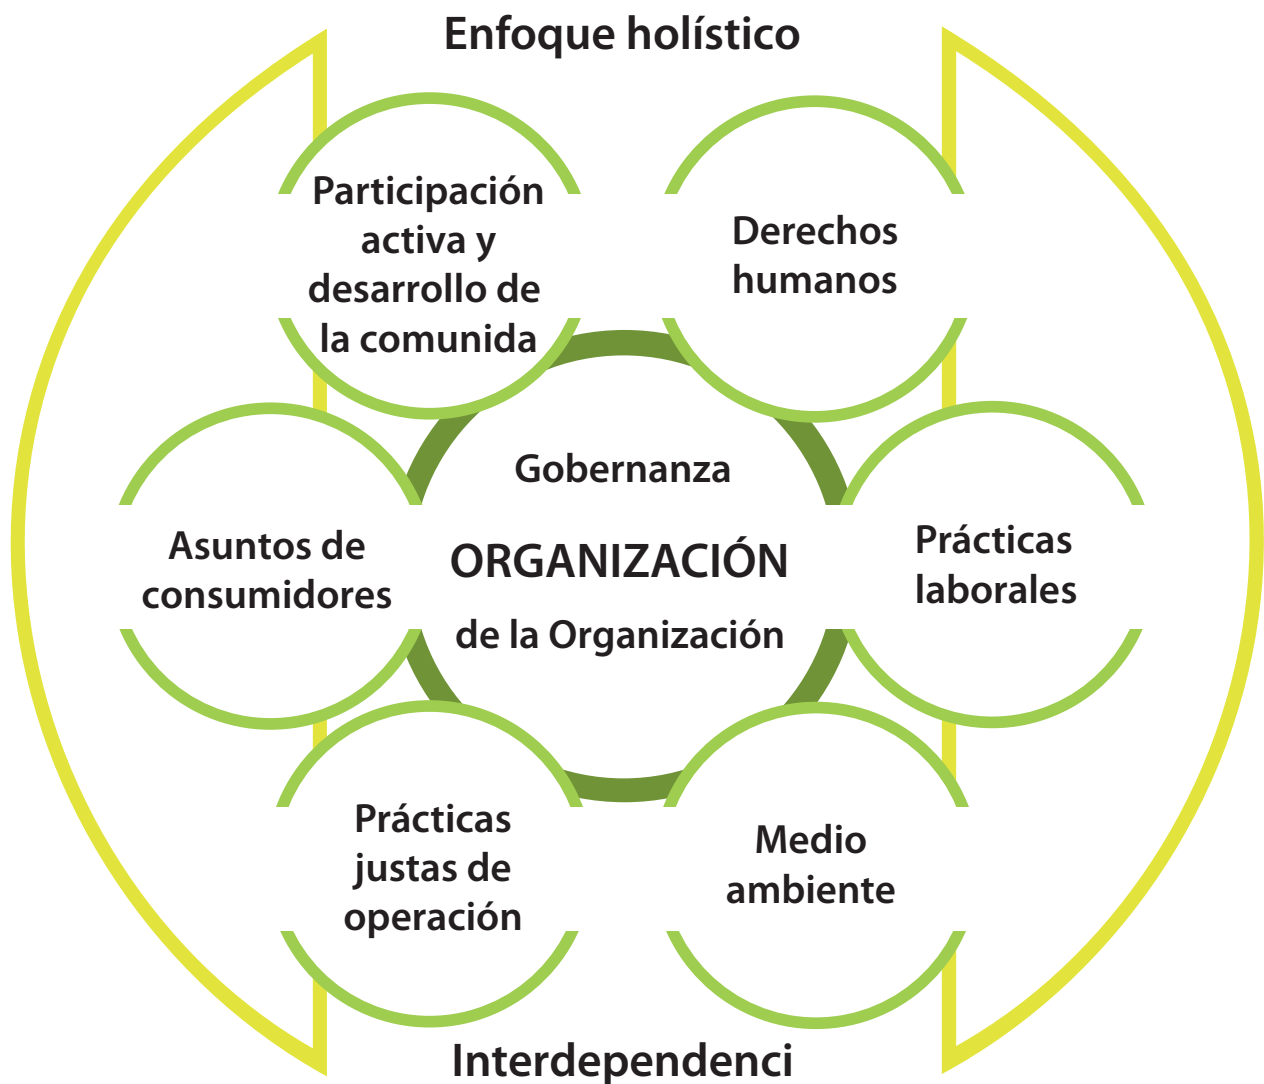 Enfoque holístico
Participación
activa y
desarrollo de
la comunida
Derechos
humanos
Gobernanza
ORGANIZACIÓN
de la Organización
Asuntos de
consumidores
Prácticas
laborales
Prácticas
justas de
operación
Medio
ambiente
Interdependenci